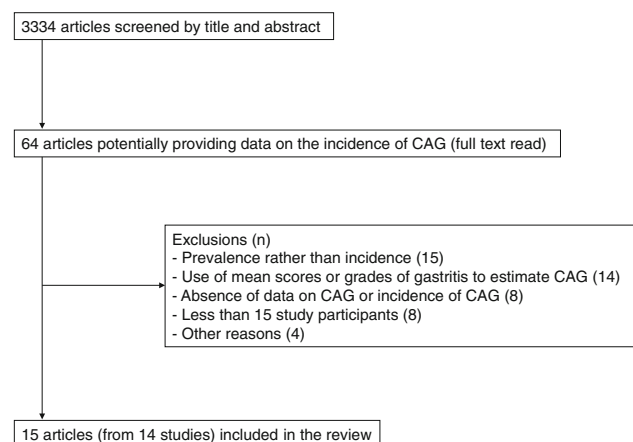 3334 articles screened by title and abstract
64 articles potentially providing data on the incidence of CAG (full text read)
Exclusions (n)
- Prevalence rather than incidence (15)
- Use of mean scores or grades of gastritis to estimate CAG (14)
- Absence of data on CAG or incidence of CAG (8)
- Less than 15 study participants (8)
- Other reasons (4)
15 articles (from 14 studies) included in the review